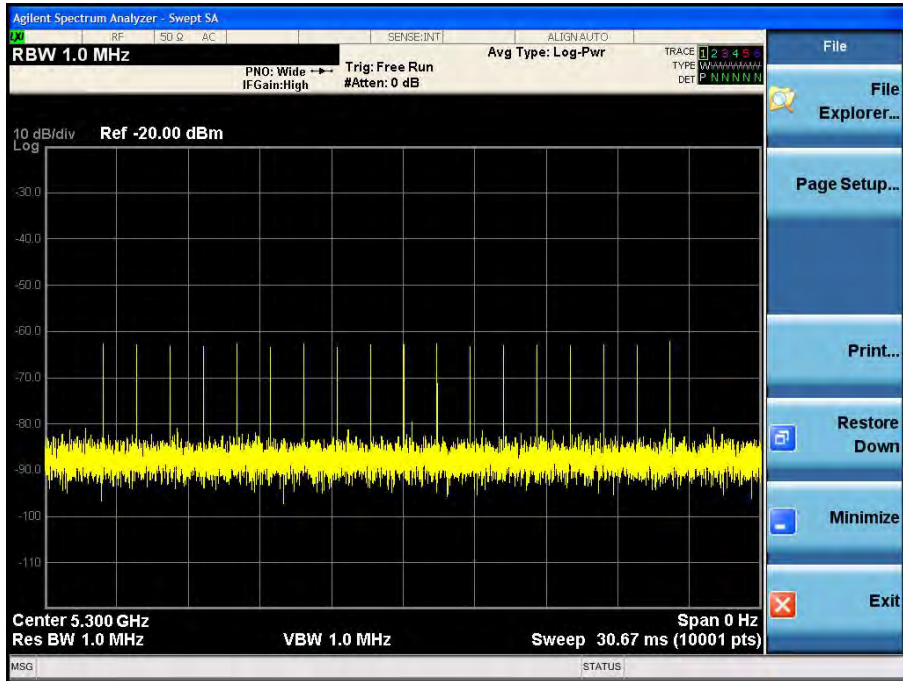 Agilent Spectrum Analyzer - Swept SA
LXI RF 50 Ω AC SENSE:INT ALIGN AUTO
RBW 1.0 MHz
PNO: Wide
IFGain:High
Trig: Free Run
#Atten: 0 dB
Avg Type: Log-Pwr
TRACE 1 2 3 4 5 6
TYPE WWWWWWW
DET P N N N N N
10 dB/div
Log
Ref -20.00 dBm
-30.0
-40.0
-50.0
-60.0
-70.0
-80.0
-90.0
-100
-110
Center 5.300 GHz
Span 0 Hz
Res BW 1.0 MHz
VBW 1.0 MHz
Sweep 30.67 ms (10001 pts)
MSG
STATUS
File
File
Explorer...
Page Setup...
Print...
Restore
Down
Minimize
Exit